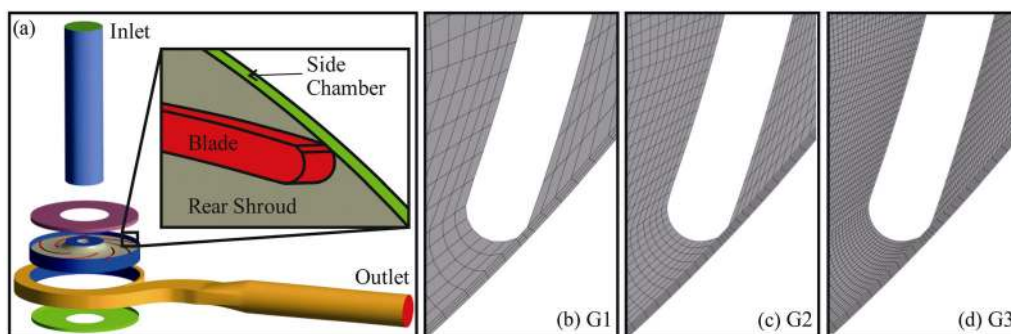 (a)
Inlet
Side
Chamber
Blade
Rear Shroud
Outlet
(b) G1
(c) G2
(d) G3